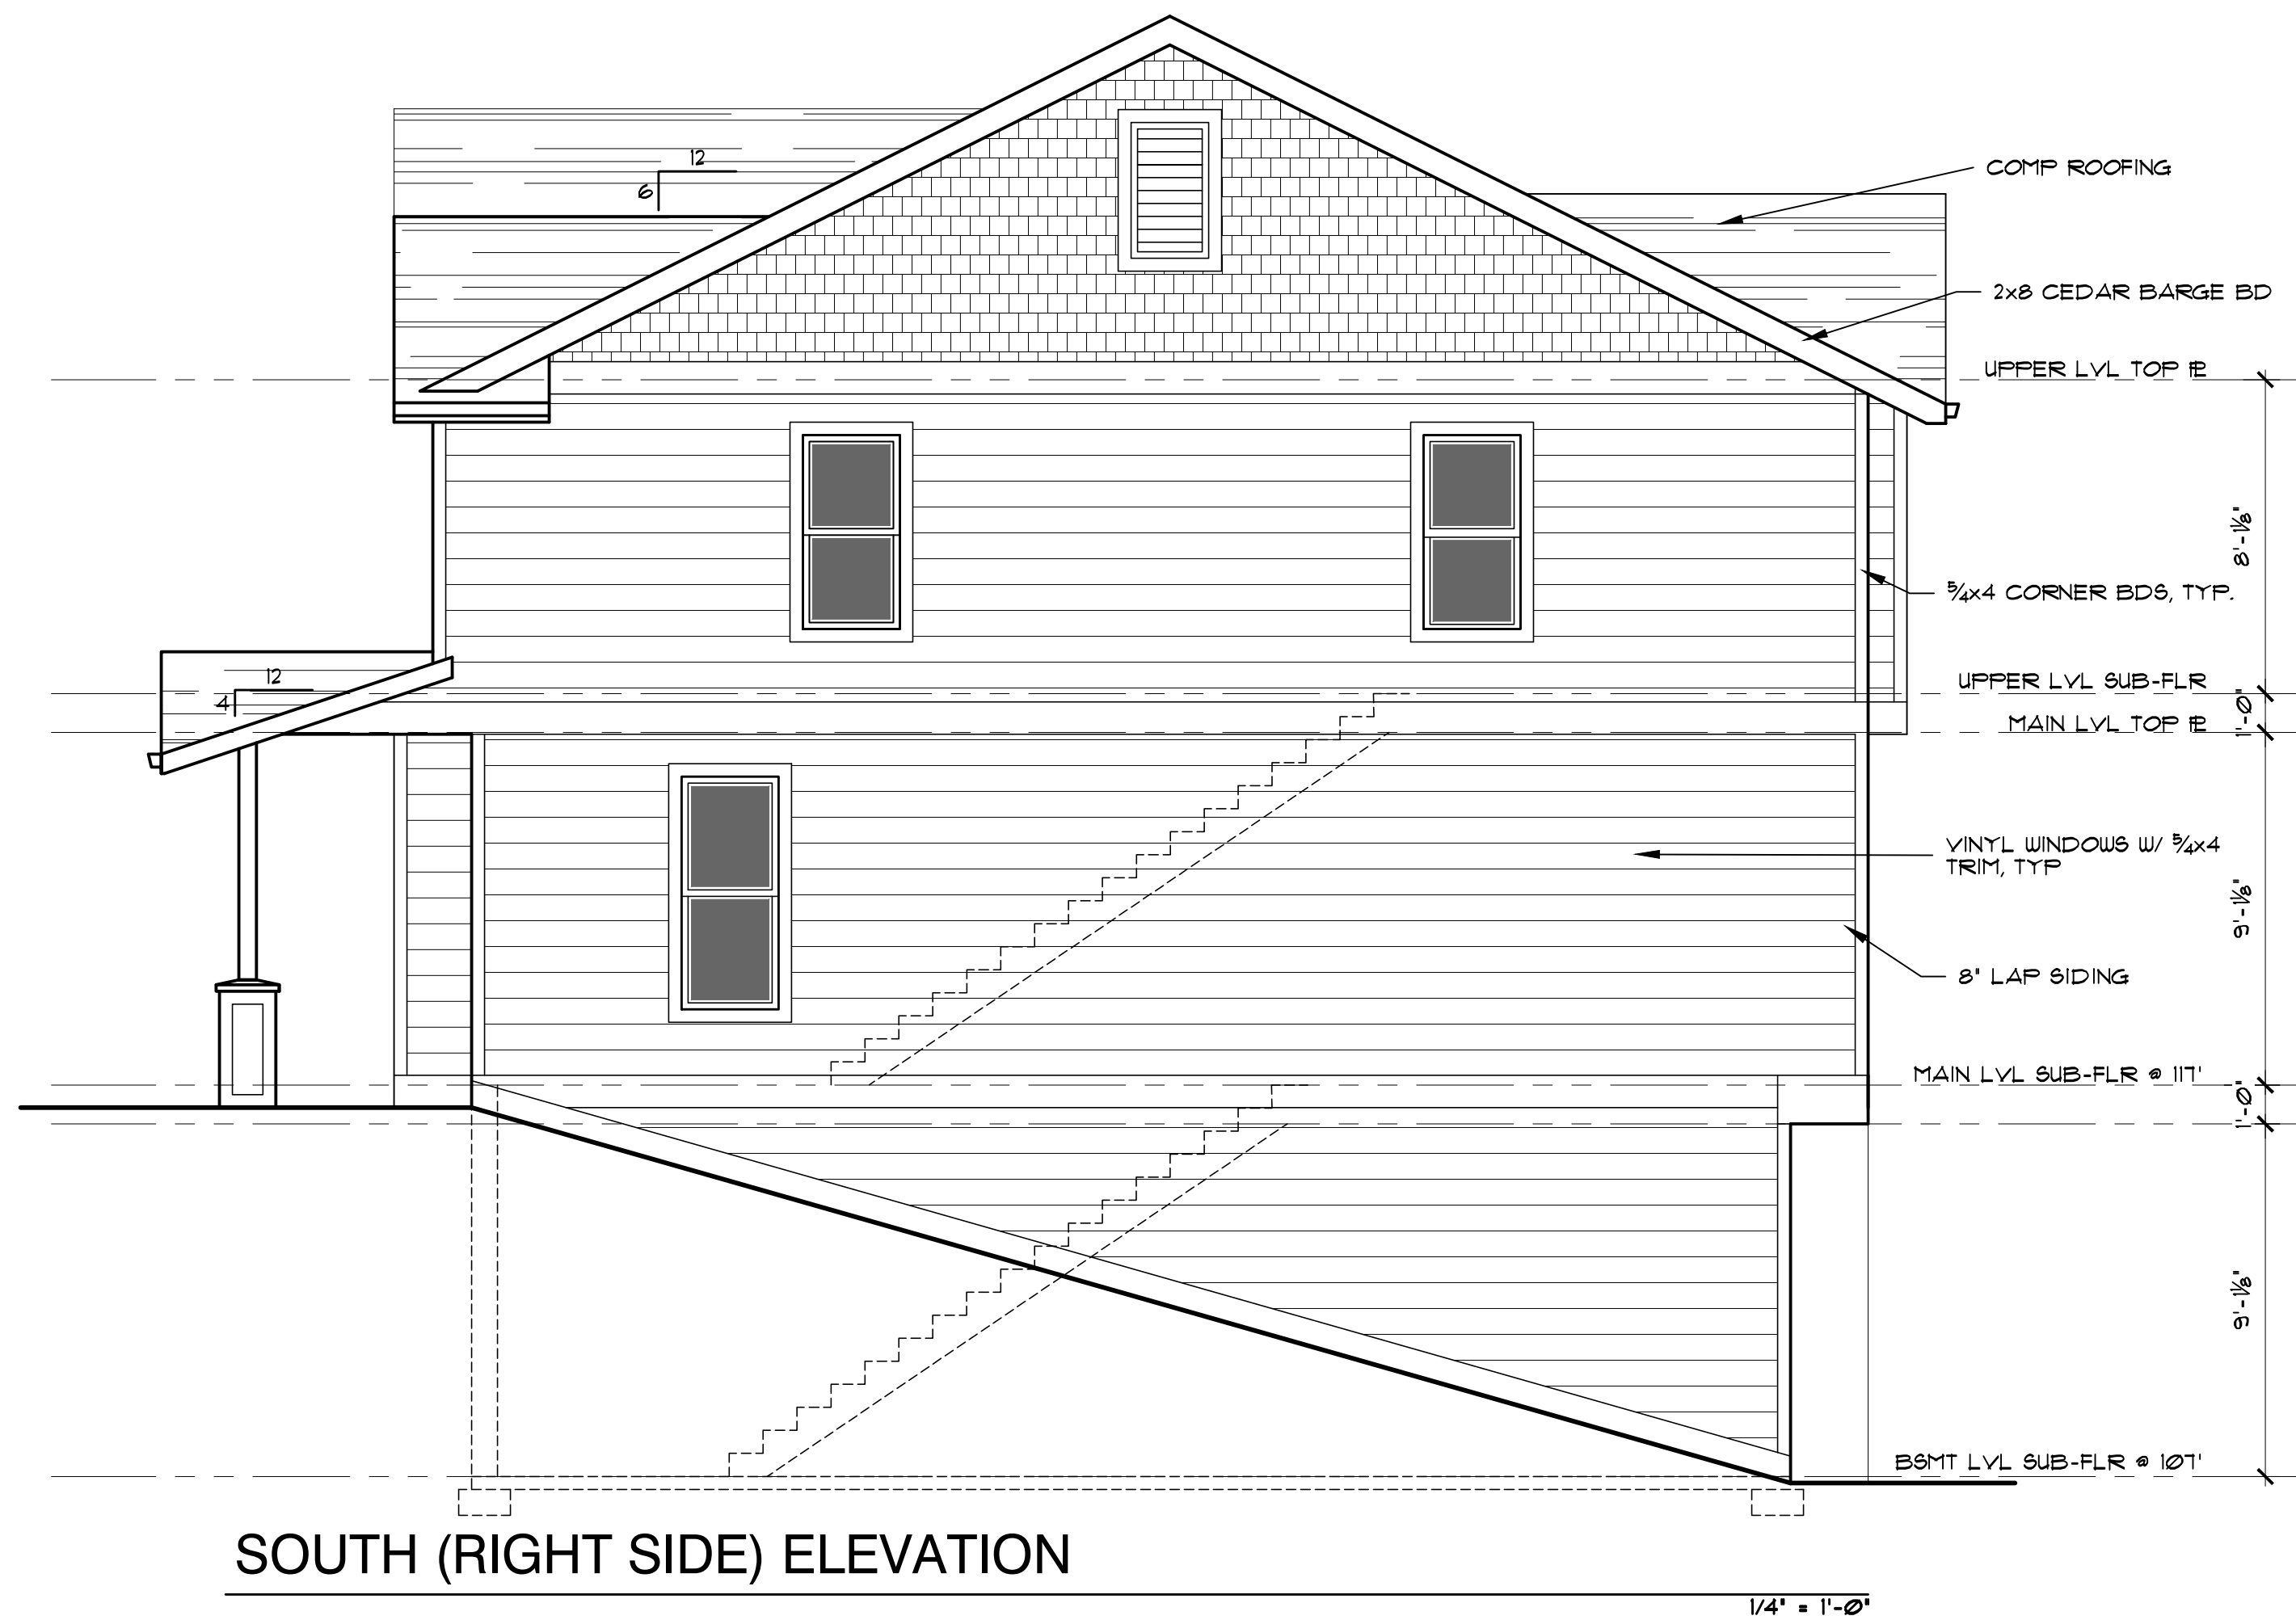 12
6
COMP ROOFING
2x8 CEDAR BARGE BD
UPPER LVL TOP PL
8'-1⅛"
5/4x4 CORNER BDS, TYP.
12
4
UPPER LVL SUB-FLR
1'-0"
MAIN LVL TOP PL
VINYL WINDOWS W/ 5/4x4
TRIM, TYP
9'-1⅛"
8" LAP SIDING
MAIN LVL SUB-FLR @ 117'
1'-0"
9'-1⅛"
BSMT LVL SUB-FLR @ 107'
SOUTH (RIGHT SIDE) ELEVATION
1/4" = 1'-0"